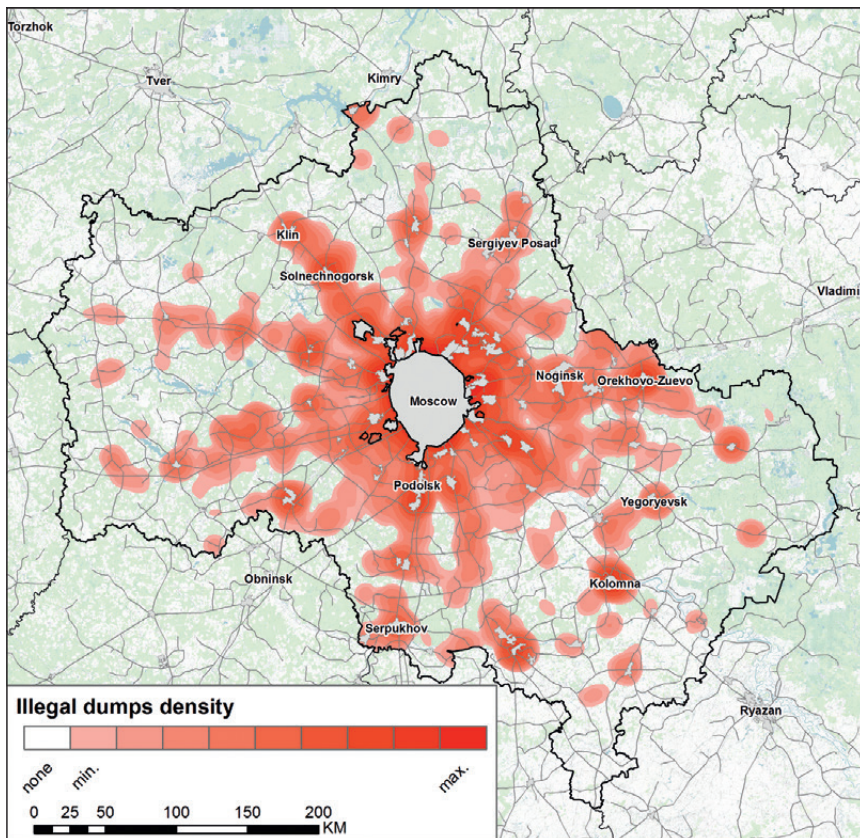 Torzhok
Tver
Kimry
Klin
Sergiyev Posad
Solnechnogorsk
Vladimi
Noginsk
Orekhovo-Zuevo
Moscow
Podolsk
Yegoryevsk
Obninsk
Kolomna
Serpukhov
Ryazan
Illegal dumps density
none min. max.
0 25 50 100 150 200
KM